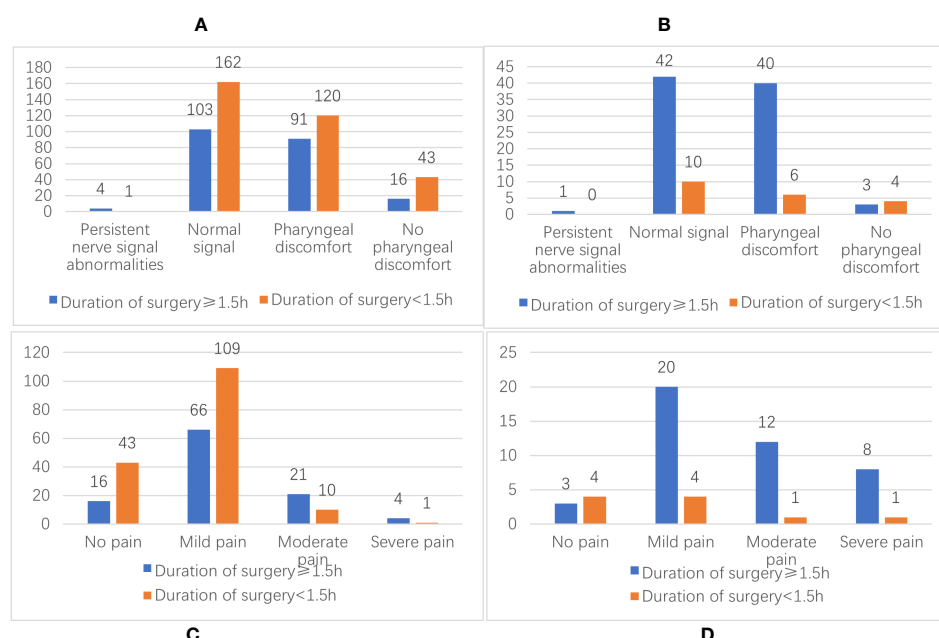 A
B
180
160
140
120
100
80
60
40
20
0
4
1
103
162
91
120
16
43
Persistent
nerve signal
abnormalities
Normal
signal
Pharyngeal
discomfort
No pharyngeal
discomfort
Duration of surgery⩾1.5h
Duration of surgery<1.5h
45
40
35
30
25
20
15
10
5
0
1
0
42
10
40
6
3
4
Persistent
nerve signal
abnormalities
Normal signal
Pharyngeal
discomfort
No
pharyngeal
discomfort
Duration of surgery⩾1.5h
Duration of surgery<1.5h
120
100
80
60
40
20
0
16
43
66
109
21
10
4
1
No pain
Mild pain
Moderate
pain
Severe pain
Duration of surgery⩾1.5h
Duration of surgery<1.5h
25
20
15
10
5
0
3
4
20
4
12
1
8
1
No pain
Mild pain
Moderate
pain
Severe pain
Duration of surgery⩾1.5h
Duration of surgery<1.5h
C
D